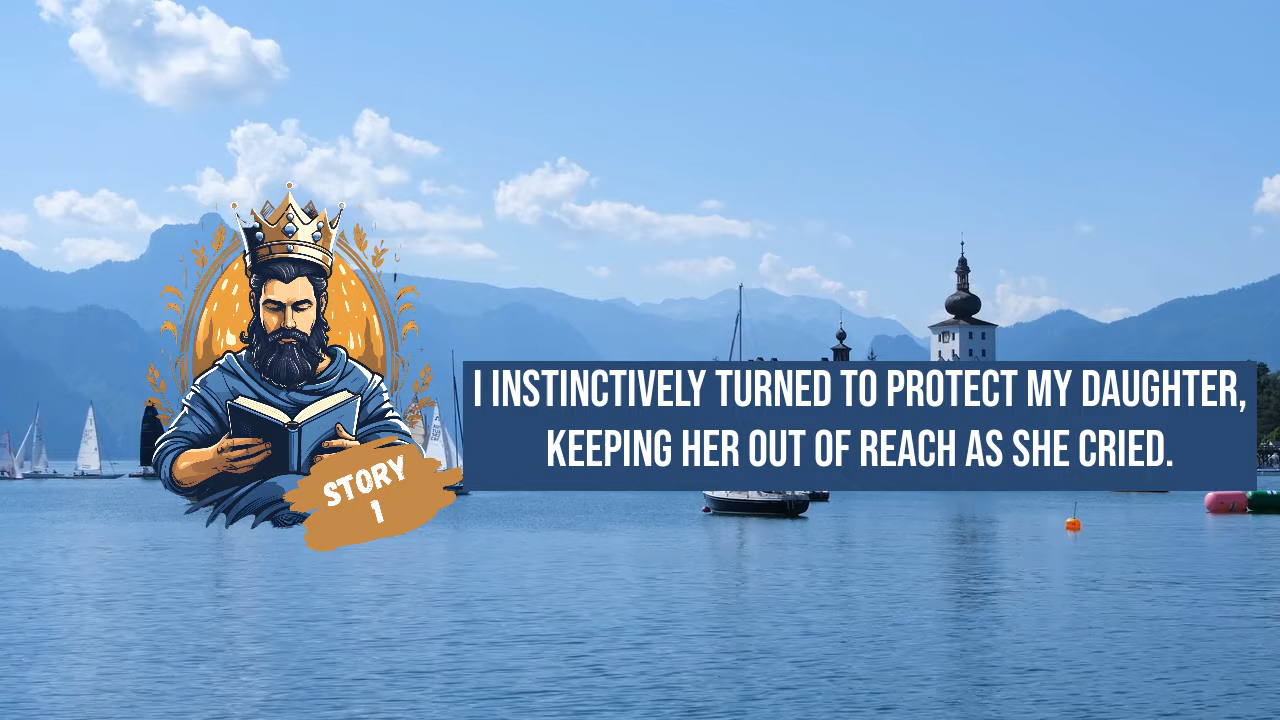 I INSTINCTIVELY TURNED TO PROTECT MY DAUGHTER,
KEEPING HER OUT OF REACH AS SHE CRIED.
STORY
1